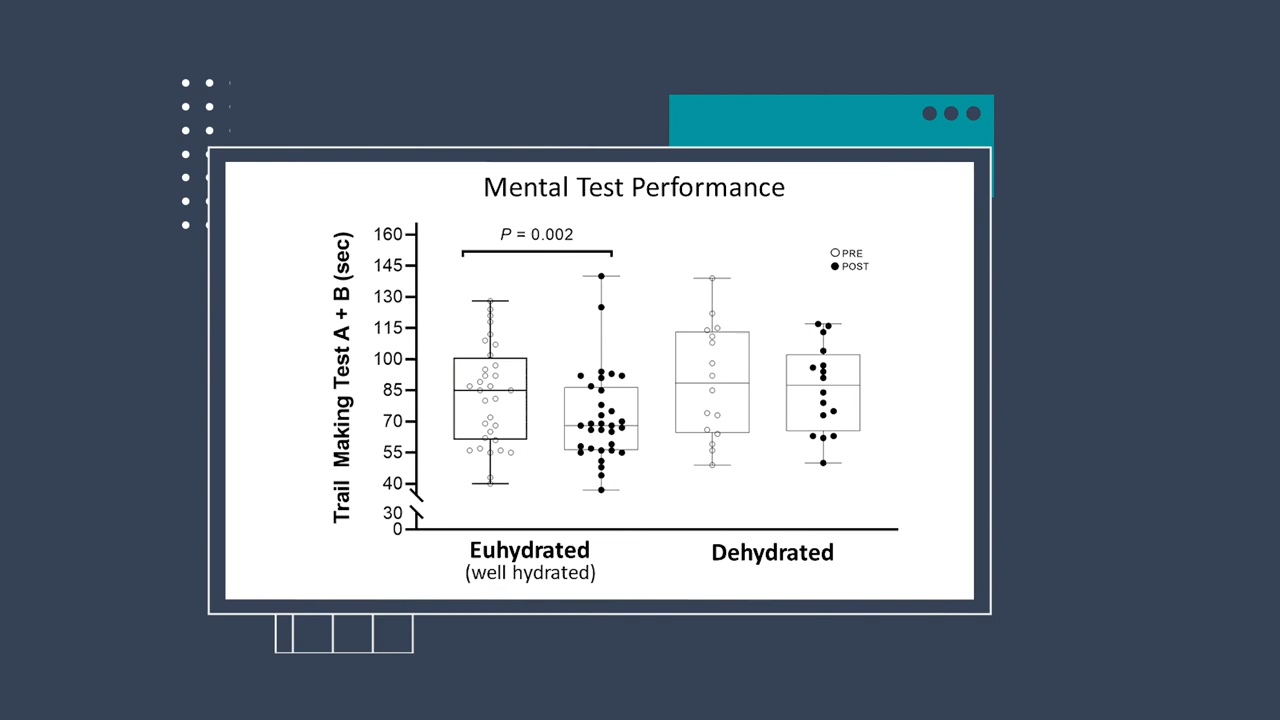 Mental Test Performance
Trail Making Test A + B (sec)
160
145
130
115
100
85
70
55
40
30
0
P = 0.002
PRE
POST
Euhydrated
(well hydrated)
Dehydrated